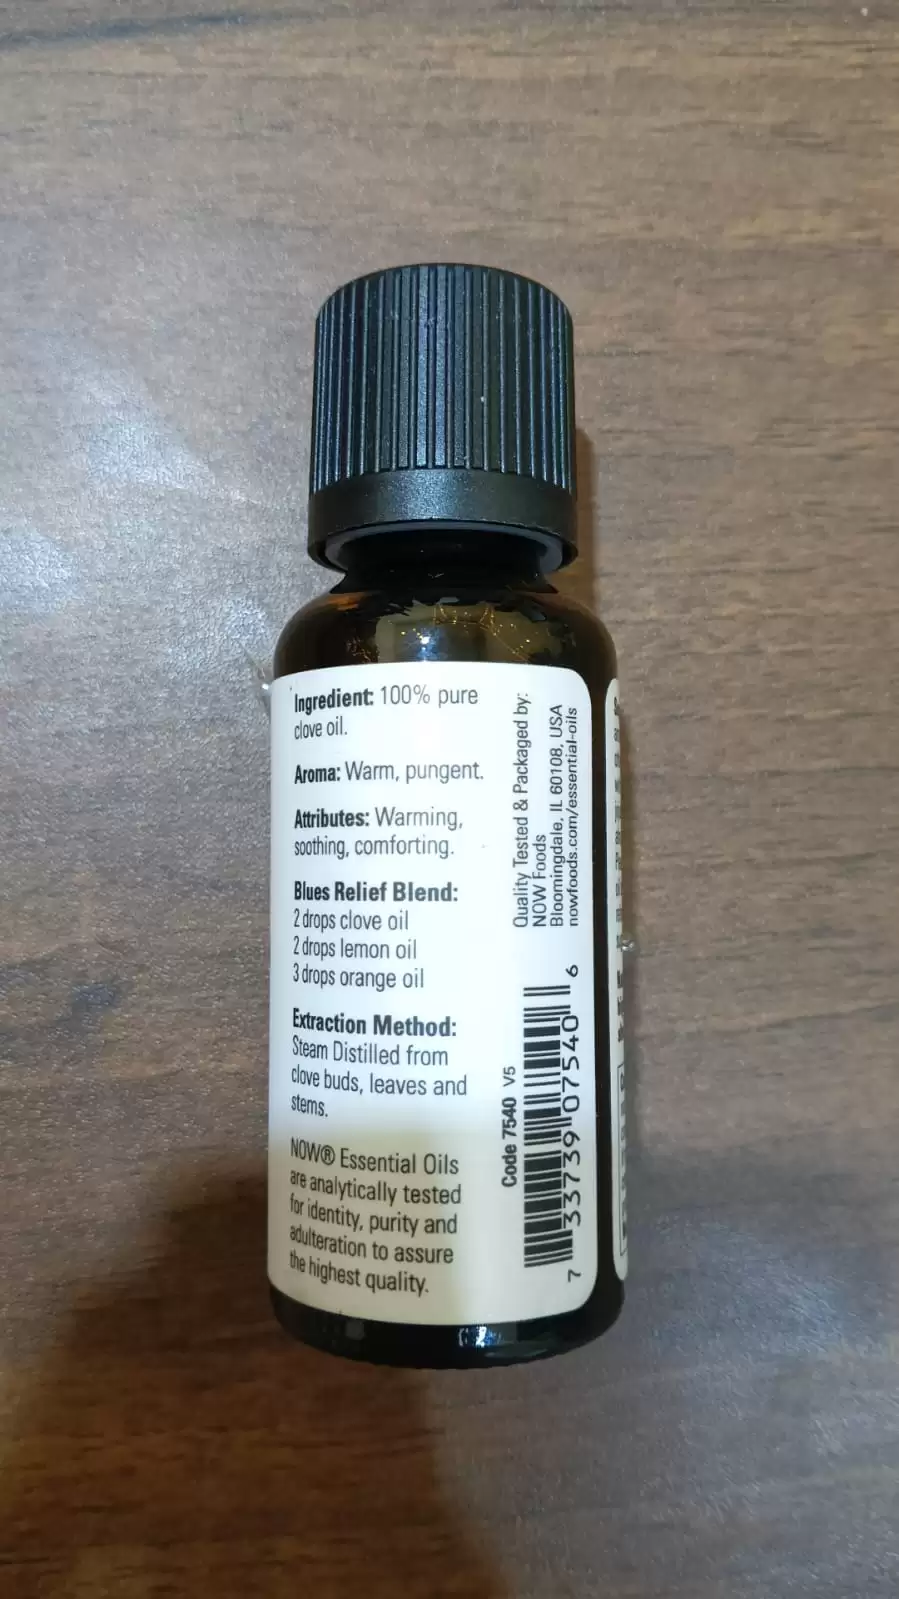 Ingredient: 100% pure
clove oil.
Aroma: Warm, pungent.
Attributes: Warming,
soothing, comforting.
Blues Relief Blend:
2 drops clove oil
2 drops lemon oil
3 drops orange oil
Extraction Method:
Steam Distilled from
clove buds, leaves and
stems.
NOW® Essential Oils
are analytically tested
for identity, purity and
adulteration to assure
the highest quality.
Quality Tested & Packaged by:
NOW Foods
Bloomingdale, IL 60108, USA
nowfoods.com/essential-oils
Code 7540 V5
7 33739 07540 6